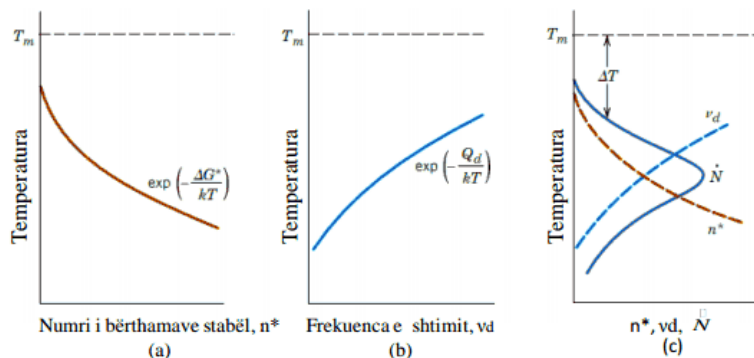 T_m
Temperatura
exp (-ΔG*/kT)
Numri i bërthamave stabël, n*
(a)
T_m
Temperatura
exp (-Q_d/kT)
Frekuenca e shtimit, νd
(b)
T_m
ΔT
Temperatura
ν_d
Ṅ
n*
n*, νd, N
(c)